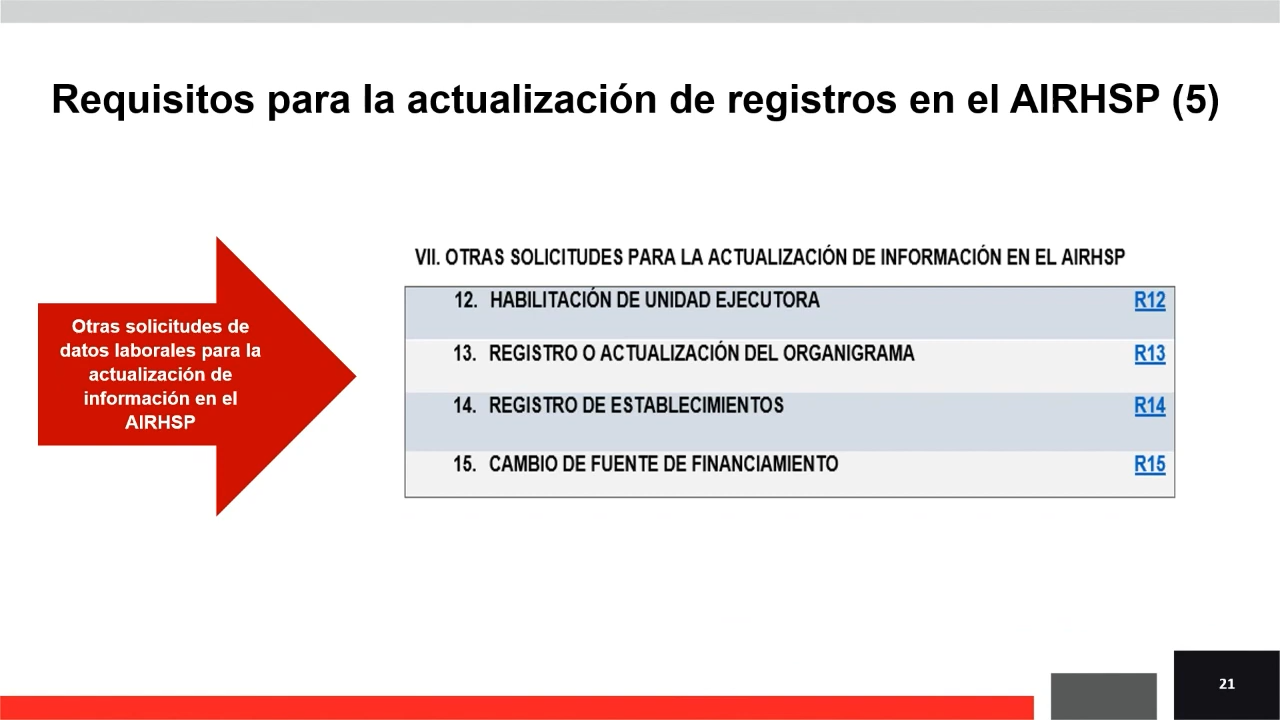 Requisitos para la actualización de registros en el AIRHSP (5)
Otras solicitudes de
datos laborales para la
actualización de
información en el
AIRHSP
VII. OTRAS SOLICITUDES PARA LA ACTUALIZACIÓN DE INFORMACIÓN EN EL AIRHSP
12. HABILITACIÓN DE UNIDAD EJECUTORA R12
13. REGISTRO O ACTUALIZACIÓN DEL ORGANIGRAMA R13
14. REGISTRO DE ESTABLECIMIENTOS R14
15. CAMBIO DE FUENTE DE FINANCIAMIENTO R15
21